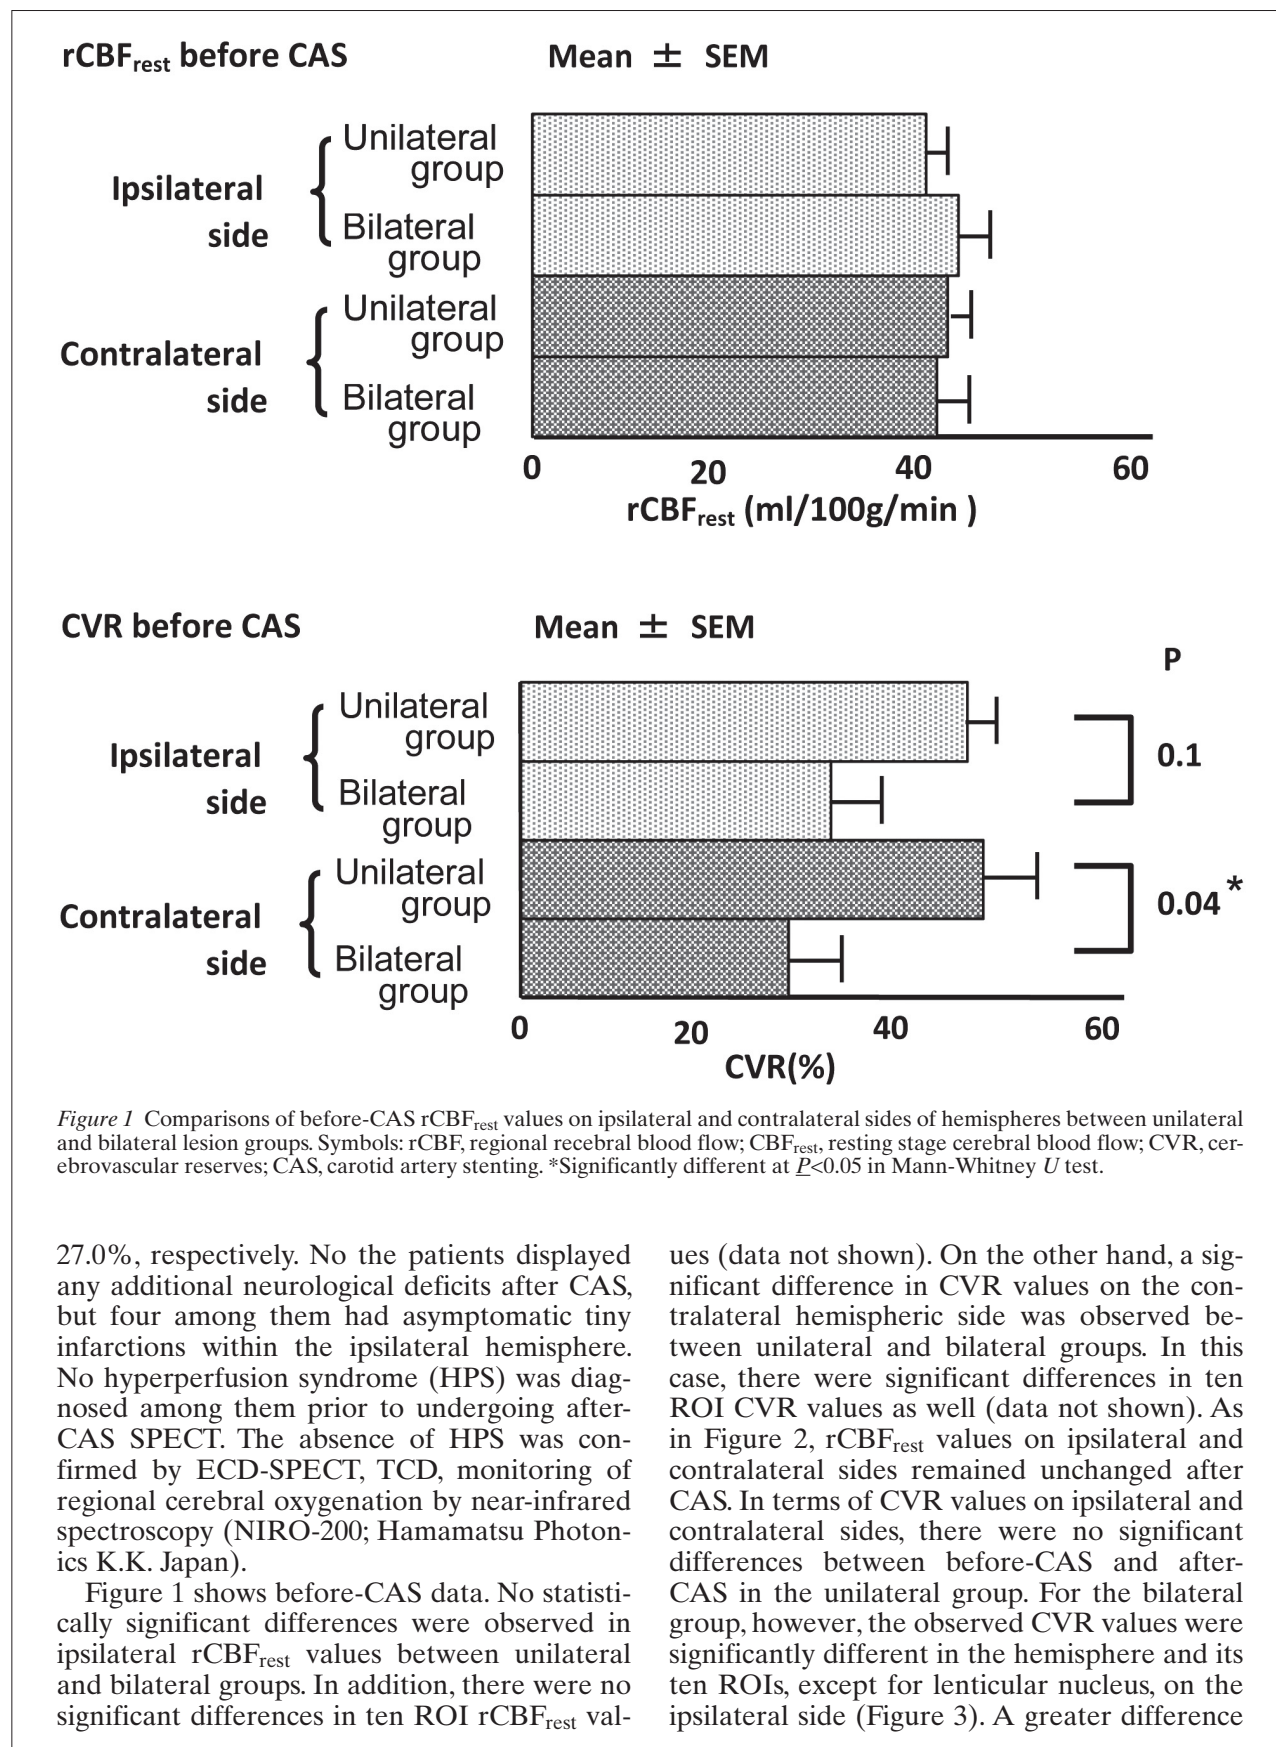 rCBFrest before CAS
Mean ± SEM
Unilateral
group
Ipsilateral
side
Bilateral
group
Unilateral
group
Contralateral
side
Bilateral
group
0 20 40 60
rCBFrest (ml/100g/min )
CVR before CAS
Mean ± SEM
P
Unilateral
group
Ipsilateral
side
0.1
Bilateral
group
Unilateral
group
Contralateral
side
0.04*
Bilateral
group
0 20 40 60
CVR(%)
Figure 1 Comparisons of before-CAS rCBFrest values on ipsilateral and contralateral sides of hemispheres between unilateral
and bilateral lesion groups. Symbols: rCBF, regional recebral blood flow; CBFrest, resting stage cerebral blood flow; CVR, cer-
ebrovascular reserves; CAS, carotid artery stenting. *Significantly different at P<0.05 in Mann-Whitney U test.
27.0%, respectively. No the patients displayed
any additional neurological deficits after CAS,
but four among them had asymptomatic tiny
infarctions within the ipsilateral hemisphere.
No hyperperfusion syndrome (HPS) was diag-
nosed among them prior to undergoing after-
CAS SPECT. The absence of HPS was con-
firmed by ECD-SPECT, TCD, monitoring of
regional cerebral oxygenation by near-infrared
spectroscopy (NIRO-200; Hamamatsu Photon-
ics K.K. Japan).
Figure 1 shows before-CAS data. No statisti-
cally significant differences were observed in
ipsilateral rCBFrest values between unilateral
and bilateral groups. In addition, there were no
significant differences in ten ROI rCBFrest val-
ues (data not shown). On the other hand, a sig-
nificant difference in CVR values on the con-
tralateral hemispheric side was observed be-
tween unilateral and bilateral groups. In this
case, there were significant differences in ten
ROI CVR values as well (data not shown). As
in Figure 2, rCBFrest values on ipsilateral and
contralateral sides remained unchanged after
CAS. In terms of CVR values on ipsilateral and
contralateral sides, there were no significant
differences between before-CAS and after-
CAS in the unilateral group. For the bilateral
group, however, the observed CVR values were
significantly different in the hemisphere and its
ten ROIs, except for lenticular nucleus, on the
ipsilateral side (Figure 3). A greater difference